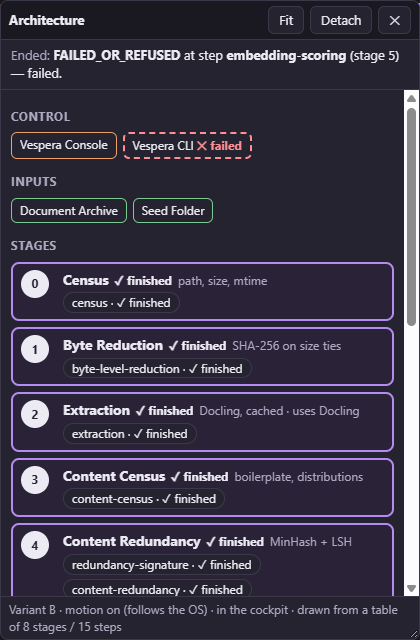 Architecture
Fit
Detach
×
Ended: FAILED_OR_REFUSED at step embedding-scoring (stage 5)
— failed.
CONTROL
Vespera Console
Vespera CLI ✕ failed
INPUTS
Document Archive
Seed Folder
STAGES
0
Census ✓ finished path, size, mtime
census · ✓ finished
1
Byte Reduction ✓ finished SHA-256 on size ties
byte-level-reduction · ✓ finished
2
Extraction ✓ finished Docling, cached · uses Docling
extraction · ✓ finished
3
Content Census ✓ finished boilerplate, distributions
content-census · ✓ finished
4
Content Redundancy ✓ finished MinHash + LSH
redundancy-signature · ✓ finished
content-redundancy · ✓ finished
Variant B · motion on (follows the OS) · in the cockpit · drawn from a table
of 8 stages / 15 steps